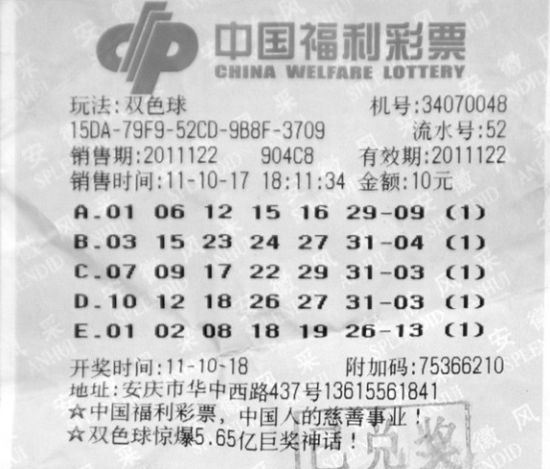 中国福利彩票
CHINA WELFARE LOTTERY
玩法:双色球 机号:34070048
15DA-79F9-52CD-9B8F-3709 流水号:52
销售期:2011122 904C8 有效期:2011122
销售时间:11-10-17 18:11:34 金额:10元
A.01 06 12 15 16 29-09 (1)
B.03 15 23 24 27 31-04 (1)
C.07 09 17 22 29 31-03 (1)
D.10 12 18 26 27 31-03 (1)
E.01 02 08 18 19 26-13 (1)
开奖时间:11-10-18 附加码:75366210
地址:安庆市华中西路437号13615561841
☆中国福利彩票,中国人的慈善事业!
☆双色球惊爆5.65亿巨奖神话!
已兑奖